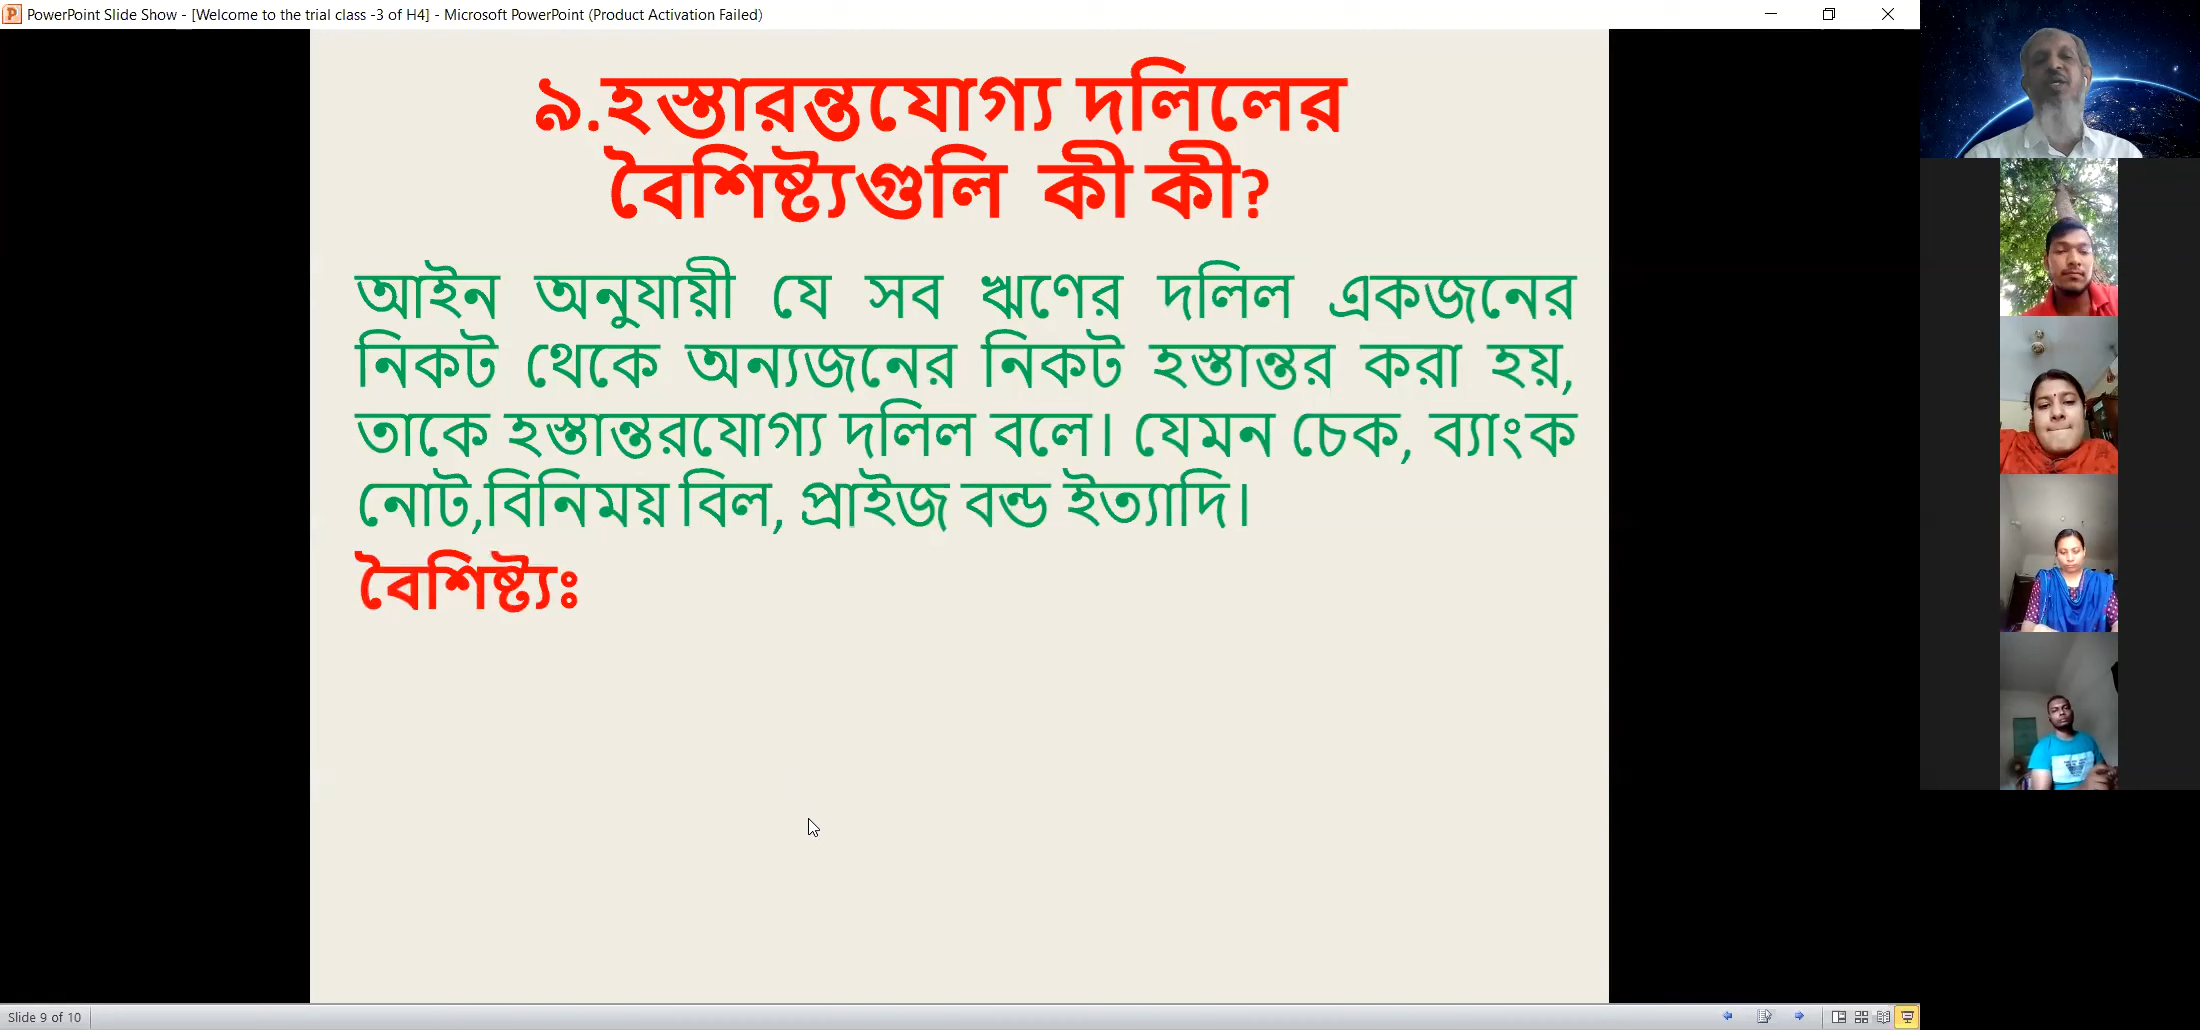 PowerPoint Slide Show - [Welcome to the trial class -3 of H4] - Microsoft PowerPoint (Product Activation Failed)
৯.হস্তারন্তযোগ্য দলিলের
বৈশিষ্ট্যগুলি কী কী?
আইন অনুযায়ী যে সব ঋণের দলিল একজনের
নিকট থেকে অন্যজনের নিকট হস্তান্তর করা হয়,
তাকে হস্তান্তরযোগ্য দলিল বলে। যেমন চেক, ব্যাংক
নোট,বিনিময় বিল, প্রাইজ বন্ড ইত্যাদি।
বৈশিষ্ট্যঃ
Slide 9 of 10